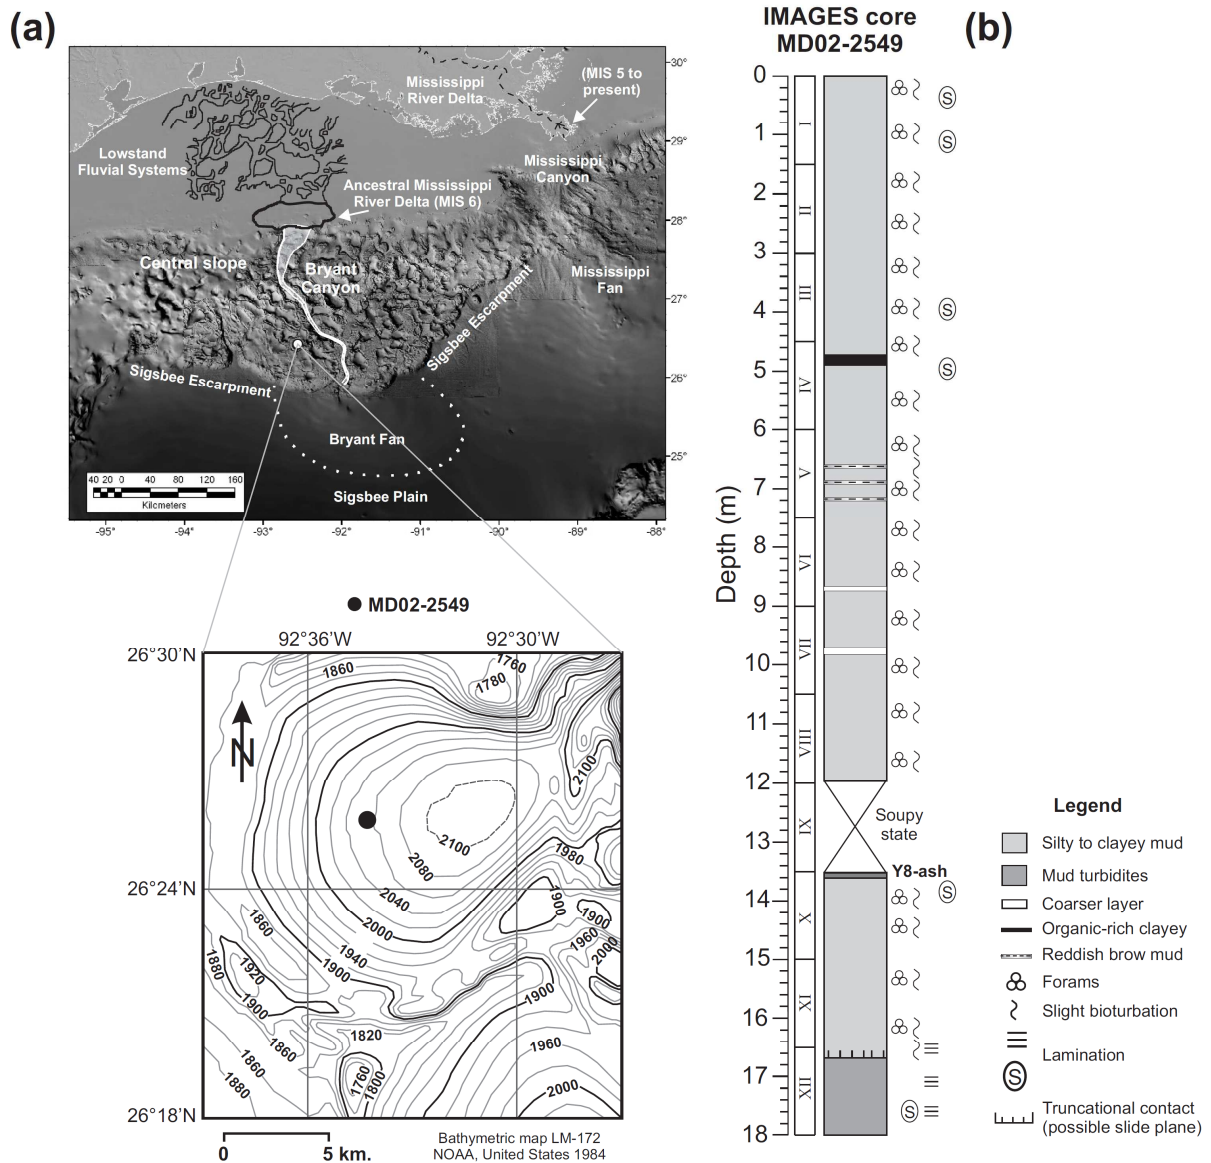 (a)
IMAGES core
MD02-2549
(b)
30°
29°
28°
27°
26°
25°
Mississippi
River Delta
(MIS 5 to
present)
Lowstand
Fluvial Systems
Mississippi
Canyon
Ancestral Mississippi
River Delta (MIS 6)
Central slope
Bryant
Canyon
Mississippi
Fan
Sigsbee Escarpment
Sigsbee Escarpment
Bryant Fan
Sigsbee Plain
40 20 0 40 80 120 160
Kilcmeters
-95° -94° -93° -92° -91° -90° -89° -88°
MD02-2549
92°36'W 92°30'W
26°30'N
26°24'N
26°18'N
N
1860
1760
1780
2100
2100
2080
2040
2000
1940
1900
1980
1900
1900
1960
2000
1860
1880
1920
1900
1860
1860
1880
1820
1760
1800
1900
1960
2000
0 5 km.
Bathymetric map LM-172
NOAA, United States 1984
Depth (m)
0
1
2
3
4
5
6
7
8
9
10
11
12
13
14
15
16
17
18
I
II
III
IV
V
VI
VII
VIII
IX
X
XI
XII
S
S
S
S
Soupy
state
Y8-ash
S
S
Legend
Silty to clayey mud
Mud turbidites
Coarser layer
Organic-rich clayey
Reddish brow mud
Forams
Slight bioturbation
Lamination
S
Truncational contact
(possible slide plane)